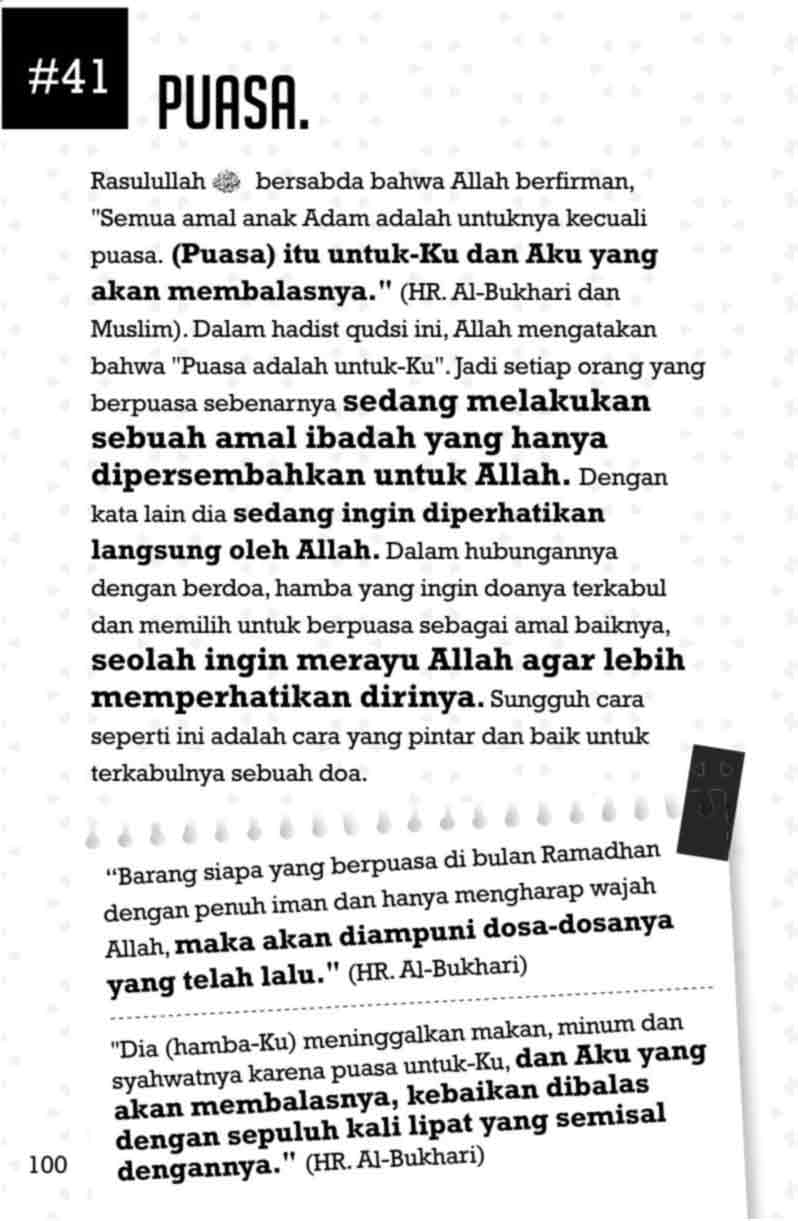 #41
PUASA.
Rasulullah ﷺ bersabda bahwa Allah berfirman,
"Semua amal anak Adam adalah untuknya kecuali
puasa. (Puasa) itu untuk-Ku dan Aku yang
akan membalasnya." (HR. Al-Bukhari dan
Muslim). Dalam hadist qudsi ini, Allah mengatakan
bahwa "Puasa adalah untuk-Ku". Jadi setiap orang yang
berpuasa sebenarnya sedang melakukan
sebuah amal ibadah yang hanya
dipersembahkan untuk Allah. Dengan
kata lain dia sedang ingin diperhatikan
langsung oleh Allah. Dalam hubungannya
dengan berdoa, hamba yang ingin doanya terkabul
dan memilih untuk berpuasa sebagai amal baiknya,
seolah ingin merayu Allah agar lebih
memperhatikan dirinya. Sungguh cara
seperti ini adalah cara yang pintar dan baik untuk
terkabulnya sebuah doa.
“Barang siapa yang berpuasa di bulan Ramadhan
dengan penuh iman dan hanya mengharap wajah
Allah, maka akan diampuni dosa-dosanya
yang telah lalu." (HR. Al-Bukhari)
"Dia (hamba-Ku) meninggalkan makan, minum dan
syahwatnya karena puasa untuk-Ku, dan Aku yang
akan membalasnya, kebaikan dibalas
dengan sepuluh kali lipat yang semisal
dengannya." (HR. Al-Bukhari)
100